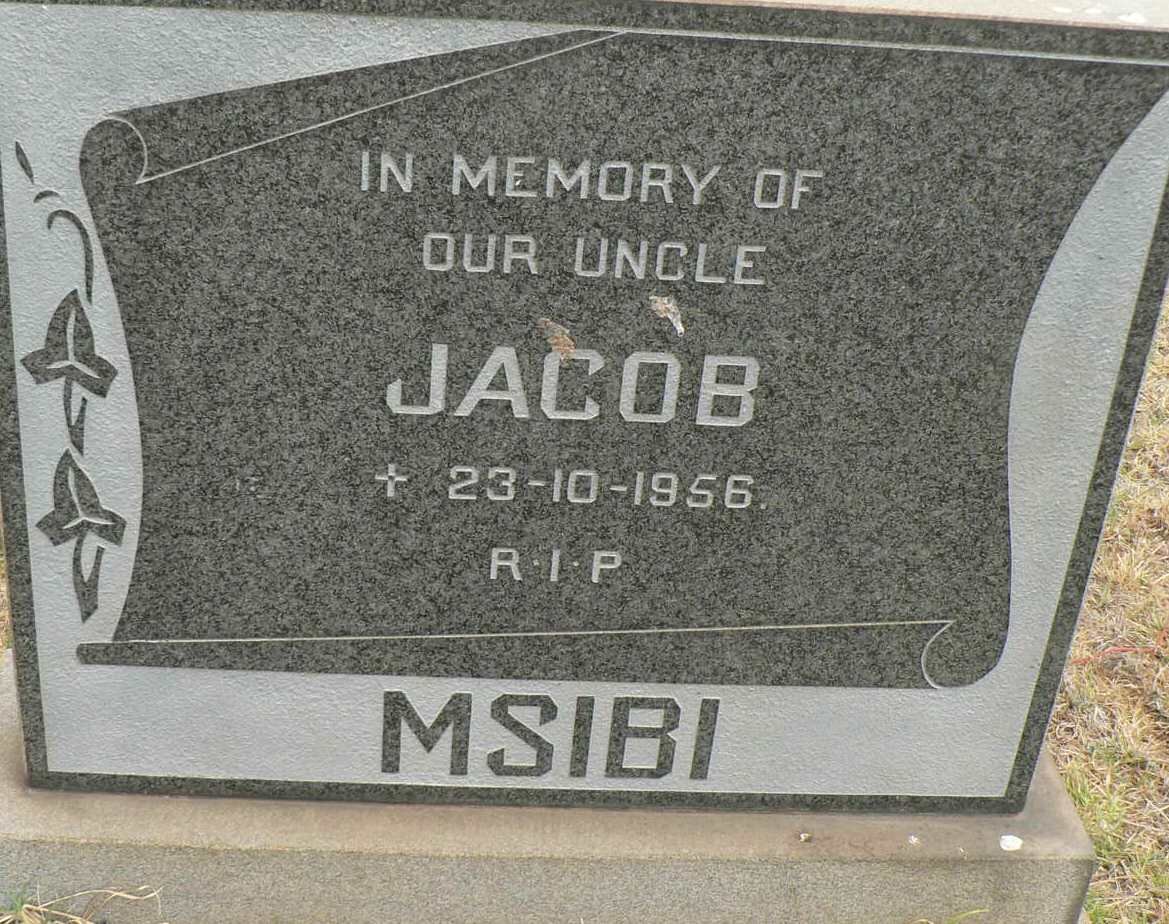 IN MEMORY OF
OUR UNCLE
JACOB
+ 23-10-1956.
R·I·P
MSIBI